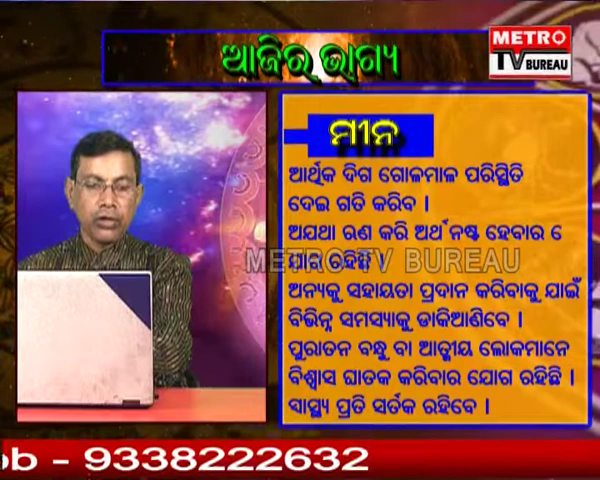 ଆଜିର ଭାଗ୍ୟ
METRO
TV BUREAU
ମୀନ
ଆର୍ଥିକ ଦିଗ ଗୋଳମାଳ ପରିସ୍ଥିତି
ଦେଇ ଗତି କରିବ ।
ଅଯଥା ଋଣ କରି ଅର୍ଥ ନଷ୍ଟ ହେବାର େ
ଯାଗ ରହିଛି
METRO TV BUREAU
ଅନ୍ୟକୁ ସହାୟତା ପ୍ରଦାନ କରିବାକୁ ଯାଇଁ
ବିଭିନ୍ନ ସମସ୍ୟାକୁ ଡାକିଆଣିବେ ।
ପୁରାତନ ବନ୍ଧୁ ବା ଆତ୍ମୀୟ ଲୋକମାନେ
ବିଶ୍ୱାସ ଘାତକ କରିବାର ଯୋଗ ରହିଛି ।
ସ୍ୱାସ୍ଥ୍ୟ ପ୍ରତି ସର୍ତକ ରହିବେ ।
ob - 9338222632